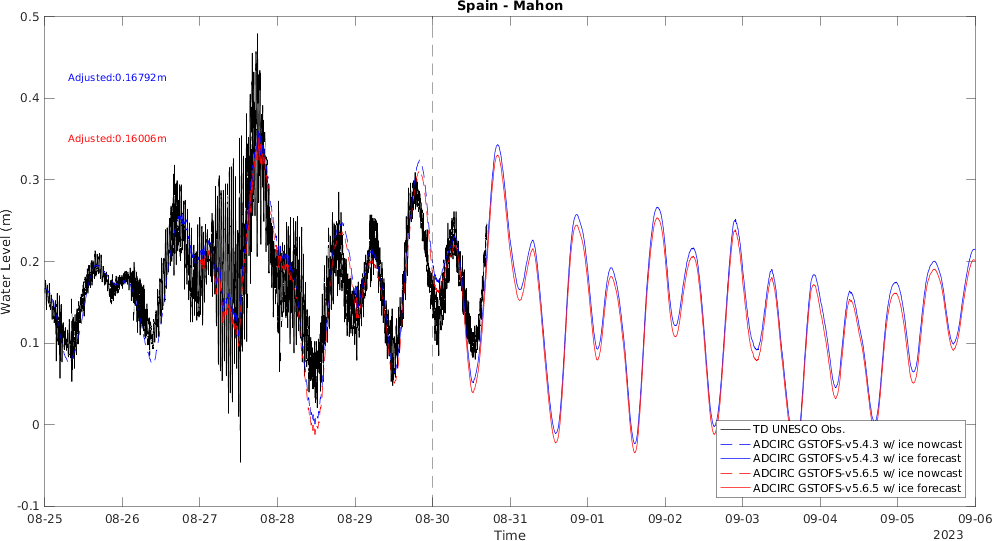 Spain - Mahon
Adjusted:0.16792m
Adjusted:0.16006m
Water Level (m)
0.5
0.4
0.3
0.2
0.1
0
-0.1
08-25 08-26 08-27 08-28 08-29 08-30 08-31 09-01 09-02 09-03 09-04 09-05 09-06
Time
2023
TD UNESCO Obs.
ADCIRC GSTOFS-v5.4.3 w/ ice nowcast
ADCIRC GSTOFS-v5.4.3 w/ ice forecast
ADCIRC GSTOFS-v5.6.5 w/ ice nowcast
ADCIRC GSTOFS-v5.6.5 w/ ice forecast